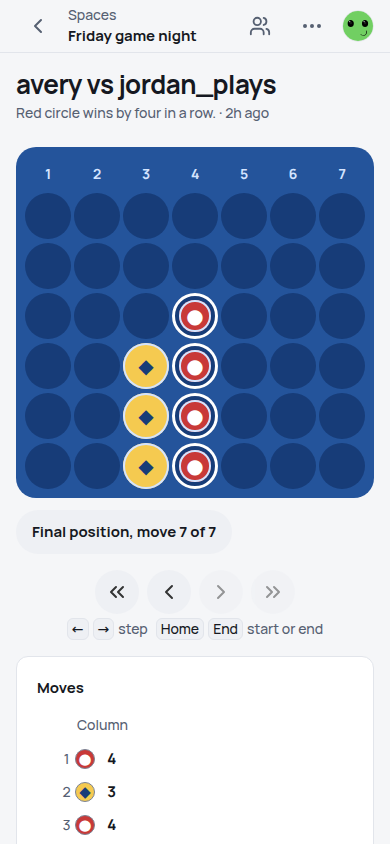 Spaces
Friday game night
avery vs jordan_plays
Red circle wins by four in a row. · 2h ago
1 2 3 4 5 6 7
Final position, move 7 of 7
← → step Home End start or end
Moves
Column
1 4
2 3
3 4